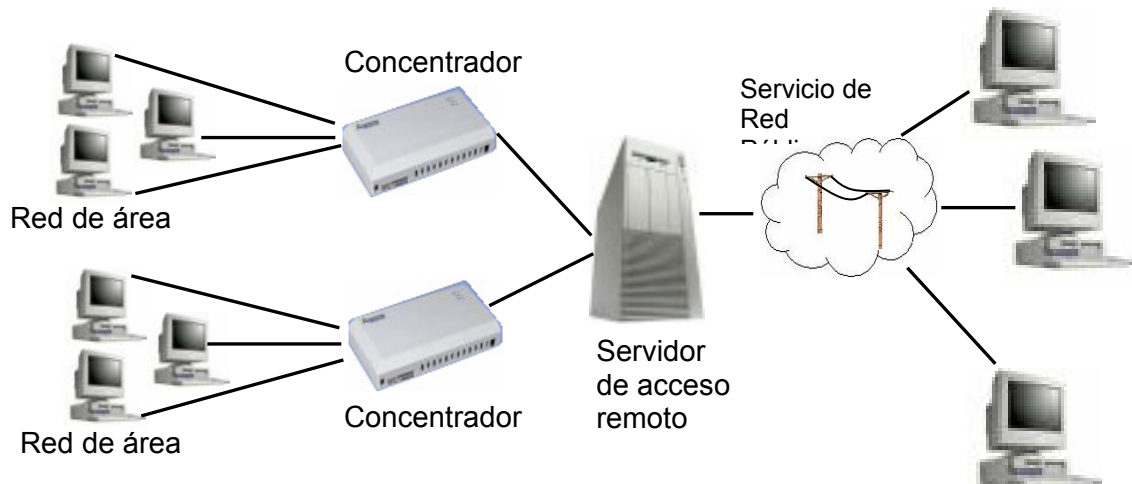 Concentrador
Servicio de
Red
Red de área
Servidor
de acceso
remoto
Concentrador
Red de área